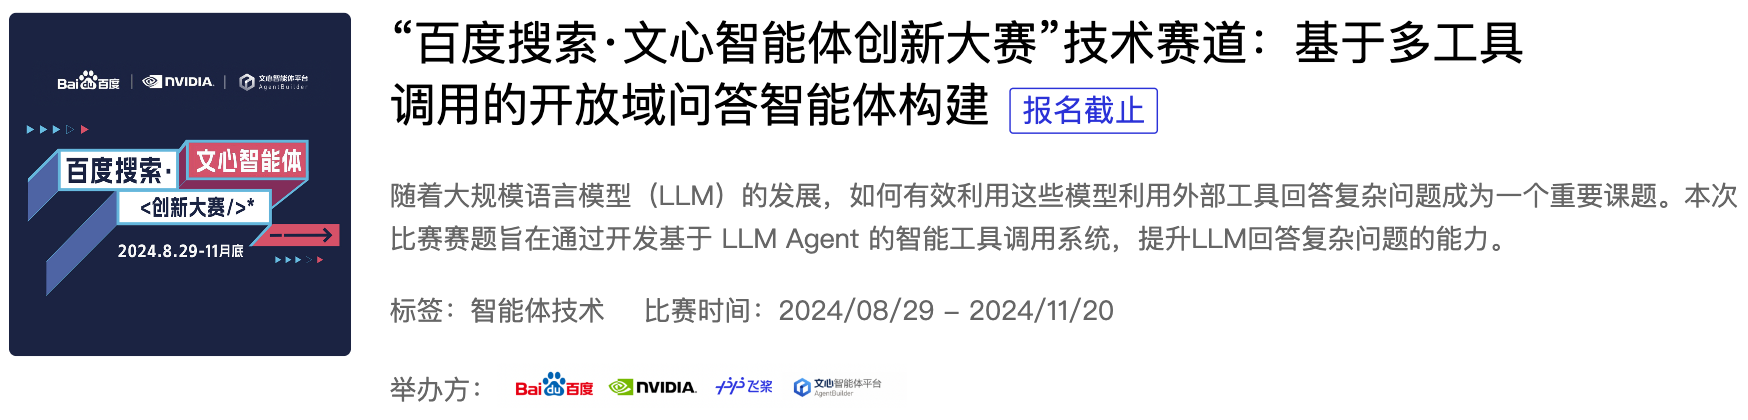 Bai du 百度 | NVIDIA. | 文心智能体平台 AgentBuilder
百度搜索·
文心智能体
<创新大赛/>*
2024.8.29-11月底
“百度搜索·文心智能体创新大赛”技术赛道：基于多工具
调用的开放域问答智能体构建 报名截止
随着大规模语言模型（LLM）的发展，如何有效利用这些模型利用外部工具回答复杂问题成为一个重要课题。本次
比赛赛题旨在通过开发基于 LLM Agent 的智能工具调用系统，提升LLM回答复杂问题的能力。
标签：智能体技术 比赛时间：2024/08/29 - 2024/11/20
举办方： Bai du 百度 NVIDIA. 飞桨 文心智能体平台 AgentBuilder